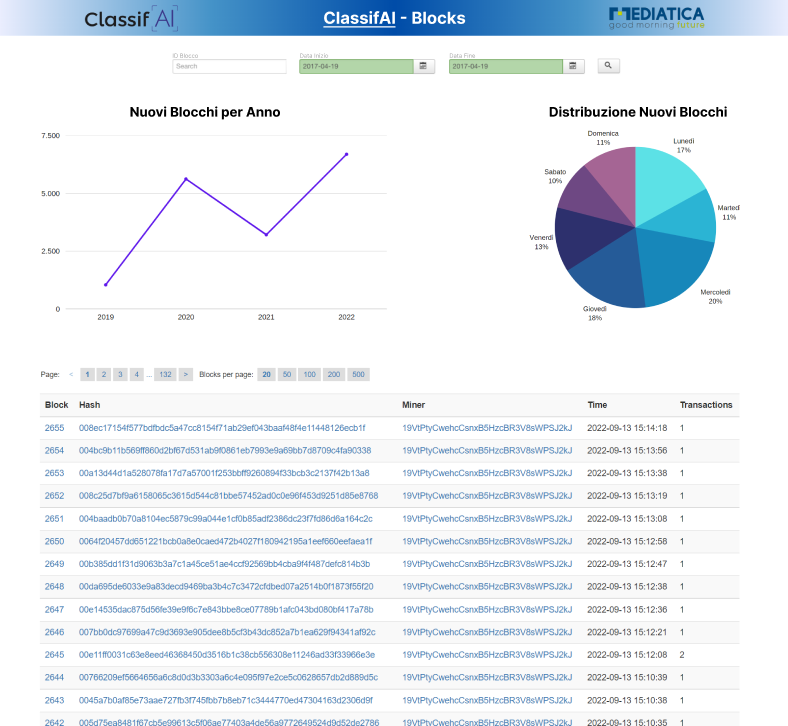 Classif AI
ClassifAI - Blocks
MEDIATICA
good morning future
ID Blocco
Data Inizio
Data Fine
Search
2017-04-19
2017-04-19
Nuovi Blocchi per Anno
7.500
5.000
2.500
0
2019 2020 2021 2022
Distribuzione Nuovi Blocchi
Domenica
11%
Lunedì
17%
Sabato
10%
Martedì
11%
Venerdì
13%
Mercoledì
20%
Giovedì
18%
Page: < 1 2 3 4 ... 132 > Blocks per page: 20 50 100 200 500
Block Hash Miner Time Transactions
2655 008ec17154f577bdfbdc5a47cc8154f71ab29ef043baaf48f4e11448126ecb1f 19VtPtyCwehcCsnxB5HzcBR3V8sWPSJ2kJ 2022-09-13 15:14:18 1
2654 004bc9b11b569ff860d2bf67d531ab9f0861eb7993e9a69bb7d8709c4fa90338 19VtPtyCwehcCsnxB5HzcBR3V8sWPSJ2kJ 2022-09-13 15:13:56 1
2653 00a13d44d1a528078fa17d7a57001f253bbff9260894f33bcb3c2137f42b13a8 19VtPtyCwehcCsnxB5HzcBR3V8sWPSJ2kJ 2022-09-13 15:13:38 1
2652 008c25d7bf9a6158065c3615d544c81bbe57452ad0c0e96f453d9251d85e8768 19VtPtyCwehcCsnxB5HzcBR3V8sWPSJ2kJ 2022-09-13 15:13:19 1
2651 004baadb0b70a8104ec5879c99a044e1cf0b85adf2386dc23f7fd86d6a164c2c 19VtPtyCwehcCsnxB5HzcBR3V8sWPSJ2kJ 2022-09-13 15:13:08 1
2650 0064f20457dd651221bcb0a8e0caed472b4027f180942195a1eef660eefaea1f 19VtPtyCwehcCsnxB5HzcBR3V8sWPSJ2kJ 2022-09-13 15:12:58 1
2649 00b385dd1f31d9063b3a7c1a45ce51ae4ccf92569bb4cba9f4f487defc814b3b 19VtPtyCwehcCsnxB5HzcBR3V8sWPSJ2kJ 2022-09-13 15:12:47 1
2648 00da695de6033e9a83decd9469ba3b4c7c3472cfdbed07a2514b0f1873f55f20 19VtPtyCwehcCsnxB5HzcBR3V8sWPSJ2kJ 2022-09-13 15:12:38 1
2647 00e14535dac875d56fe39e9f6c7e843bbe8ce07789b1afc043bd080bf417a78b 19VtPtyCwehcCsnxB5HzcBR3V8sWPSJ2kJ 2022-09-13 15:12:36 1
2646 007bb0dc97699a47c9d3693e905dee8b5cf3b43dc852a7b1ea629f94341af92c 19VtPtyCwehcCsnxB5HzcBR3V8sWPSJ2kJ 2022-09-13 15:12:21 1
2645 00e11ff0031c63e8eed46368450d3516b1c38cb556308e11246ad33f33966e3e 19VtPtyCwehcCsnxB5HzcBR3V8sWPSJ2kJ 2022-09-13 15:12:08 2
2644 00766209ef5664656a6c8d0d3b3303a6c4e095f97e2ce5c0628657db2d889d5c 19VtPtyCwehcCsnxB5HzcBR3V8sWPSJ2kJ 2022-09-13 15:10:39 1
2643 0045a7b0af85e73aae727fb3f745fbb7b8eb71c3444770ed47304163d2306d9f 19VtPtyCwehcCsnxB5HzcBR3V8sWPSJ2kJ 2022-09-13 15:10:38 1
2642 005d75ea8481f67cb5e99613c5f06ae77403a4de56a9772649524d9d52de2786 19VtPtyCwehcCsnxB5HzcBR3V8sWPSJ2kJ 2022-09-13 15:10:35 1